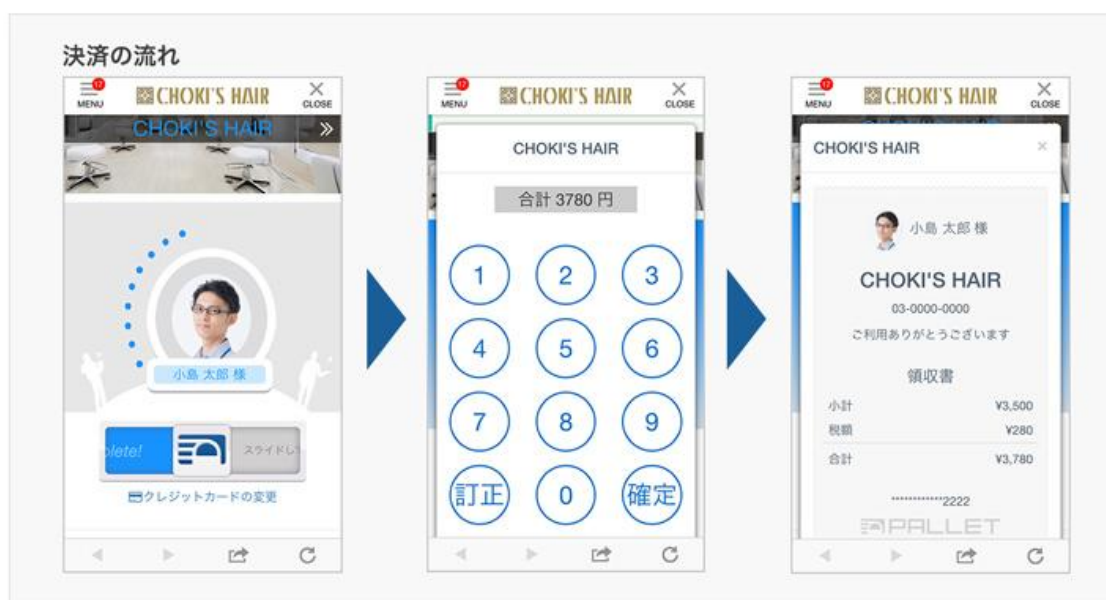 決済の流れ
17
MENU
CHOKI'S HAIR
CLOSE
CHOKI'S HAIR
小島 太郎 様
plete!
スライドし
クレジットカードの変更
17
MENU
CHOKI'S HAIR
CLOSE
CHOKI'S HAIR
合計 3780 円
1 2 3
4 5 6
7 8 9
訂正 0 確定
17
MENU
CHOKI'S HAIR
CLOSE
CHOKI'S HAIR ×
小島 太郎 様
CHOKI'S HAIR
03-0000-0000
ご利用ありがとうございます
領収書
小計 ¥3,500
税額 ¥280
合計 ¥3,780
************2222
PALLET